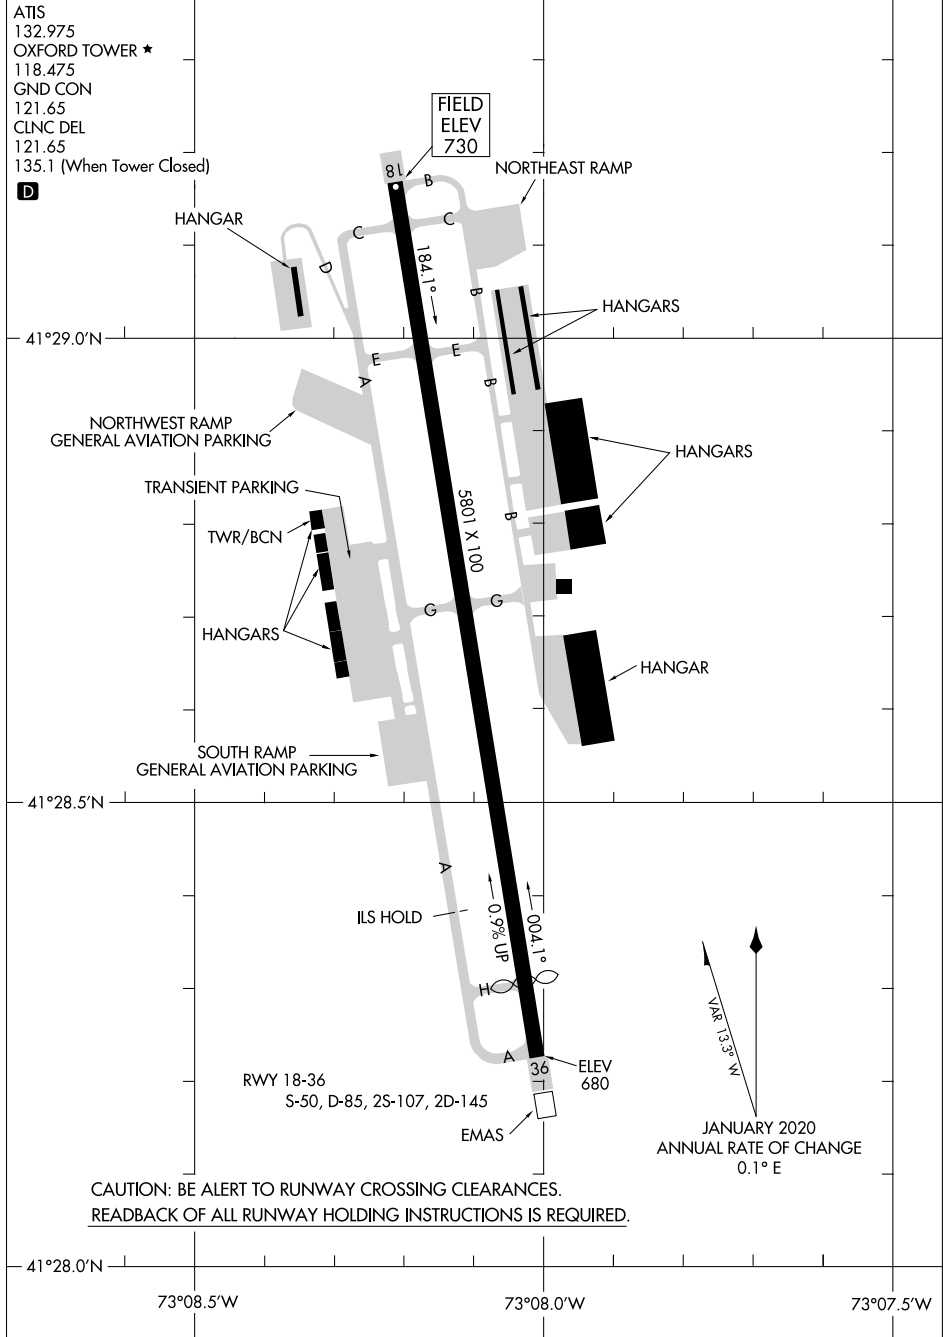 ATIS
132.975
OXFORD TOWER ★
118.475
GND CON
121.65
CLNC DEL
121.65
135.1 (When Tower Closed)
D
FIELD
ELEV
730
18
B
NORTHEAST RAMP
HANGAR
C
C
D
184.1°
B
HANGARS
41°29.0'N
E
E
A
B
NORTHWEST RAMP
GENERAL AVIATION PARKING
HANGARS
TRANSIENT PARKING
5801 X 100
B
TWR/BCN
G
G
HANGARS
HANGAR
SOUTH RAMP
GENERAL AVIATION PARKING
41°28.5'N
A
ILS HOLD
0.9% UP
004.1°
H
VAR 13.3° W
A
36
ELEV
680
RWY 18-36
S-50, D-85, 2S-107, 2D-145
EMAS
JANUARY 2020
ANNUAL RATE OF CHANGE
0.1° E
CAUTION: BE ALERT TO RUNWAY CROSSING CLEARANCES.
READBACK OF ALL RUNWAY HOLDING INSTRUCTIONS IS REQUIRED.
41°28.0'N
73°08.5'W
73°08.0'W
73°07.5'W